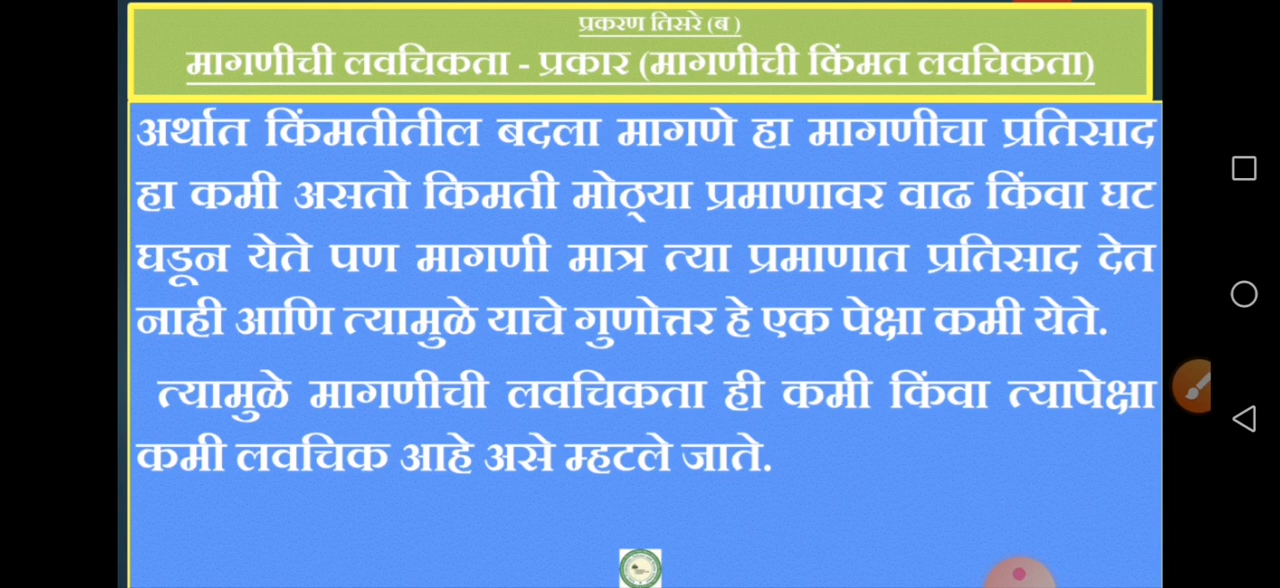 प्रकरण तिसरे (ब )
मागणीची लवचिकता - प्रकार (मागणीची किंमत लवचिकता)
अर्थात किंमतीतील बदला मागणे हा मागणीचा प्रतिसाद
हा कमी असतो किमती मोठ्या प्रमाणावर वाढ किंवा घट
घडून येते पण मागणी मात्र त्या प्रमाणात प्रतिसाद देत
नाही आणि त्यामुळे याचे गुणोत्तर हे एक पेक्षा कमी येते.
त्यामुळे मागणीची लवचिकता ही कमी किंवा त्यापेक्षा
कमी लवचिक आहे असे म्हटले जाते.